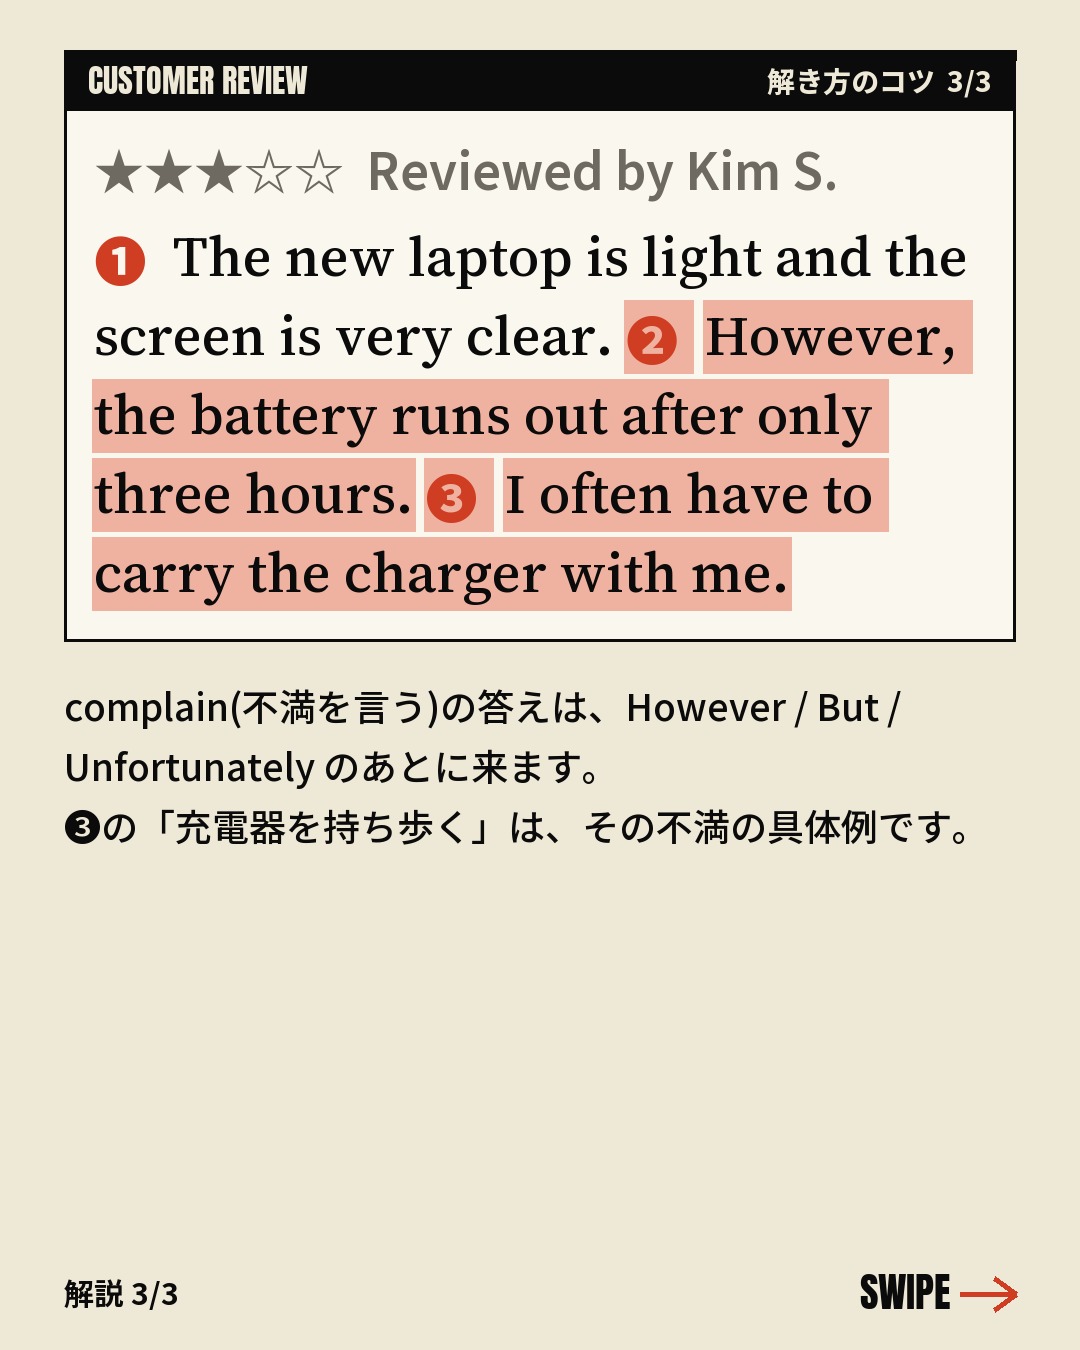 CUSTOMER REVIEW
解き方のコツ 3/3
★★★☆☆ Reviewed by Kim S.
❶ The new laptop is light and the
screen is very clear. ❷ However,
the battery runs out after only
three hours. ❸ I often have to
carry the charger with me.
complain(不満を言う)の答えは、However / But /
Unfortunately のあとに来ます。
❸の「充電器を持ち歩く」は、その不満の具体例です。
解説 3/3
SWIPE →